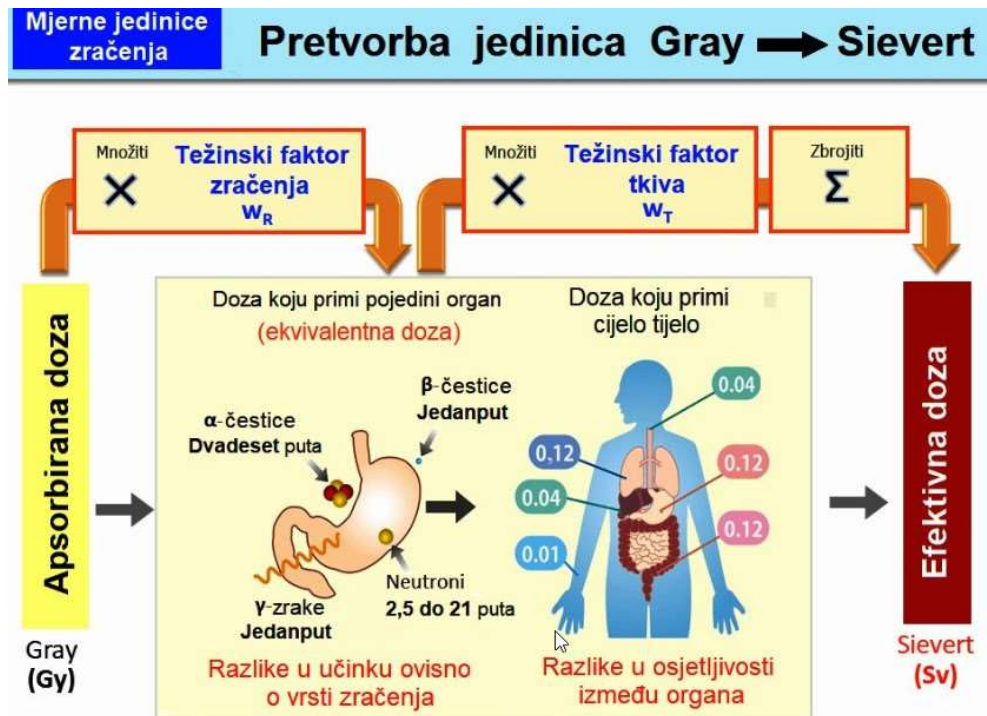 Mjerne jedinice
zračenja
Pretvorba jedinica Gray Sievert
Množiti
Težinski faktor
zračenja
WR
Množiti
Težinski faktor
tkiva
WT
Zbrojiti
Σ
Apsorbirana doza
Gray
(Gy)
Doza koju primi pojedini organ
(ekvivalentna doza)
α-čestice
Dvadeset puta
β-čestice
Jedanput
γ-zrake
Jedanput
Neutroni
2,5 do 21 puta
Razlike u učinku ovisno
o vrsti zračenja
Doza koju primi
cijelo tijelo
0.04
0,12
0.12
0.04
0.12
0.01
Razlike u osjetljivosti
između organa
Efektivna doza
Sievert
(Sv)